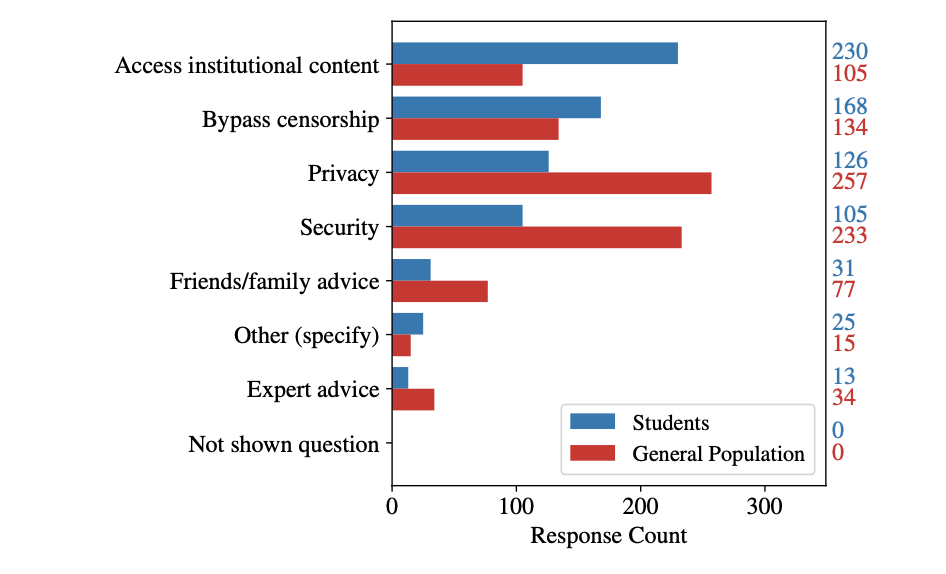 Access institutional content
230
105
Bypass censorship
168
134
Privacy
126
257
Security
105
233
Friends/family advice
31
77
Other (specify)
25
15
Expert advice
13
34
Not shown question
0
0
Students
General Population
0 100 200 300
Response Count